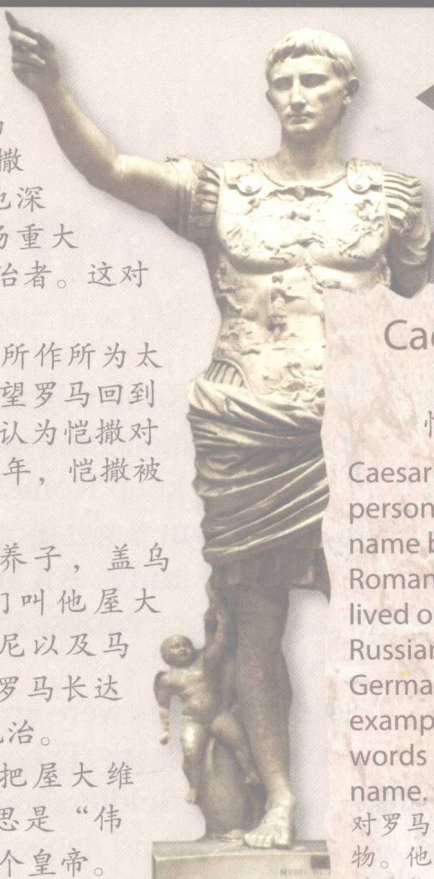 撒
也深
场重大
治者。这对
所作所为太
望罗马回到
认为恺撒对
年，恺撒被
养子，盖乌
们叫他屋大
尼以及马
罗马长达
统治。
把屋大维
思是“伟
个皇帝。
Cae
Caesar
person
name b
Roman
lived o
Russian
Germa
examp
words
name.
对罗马
物。他